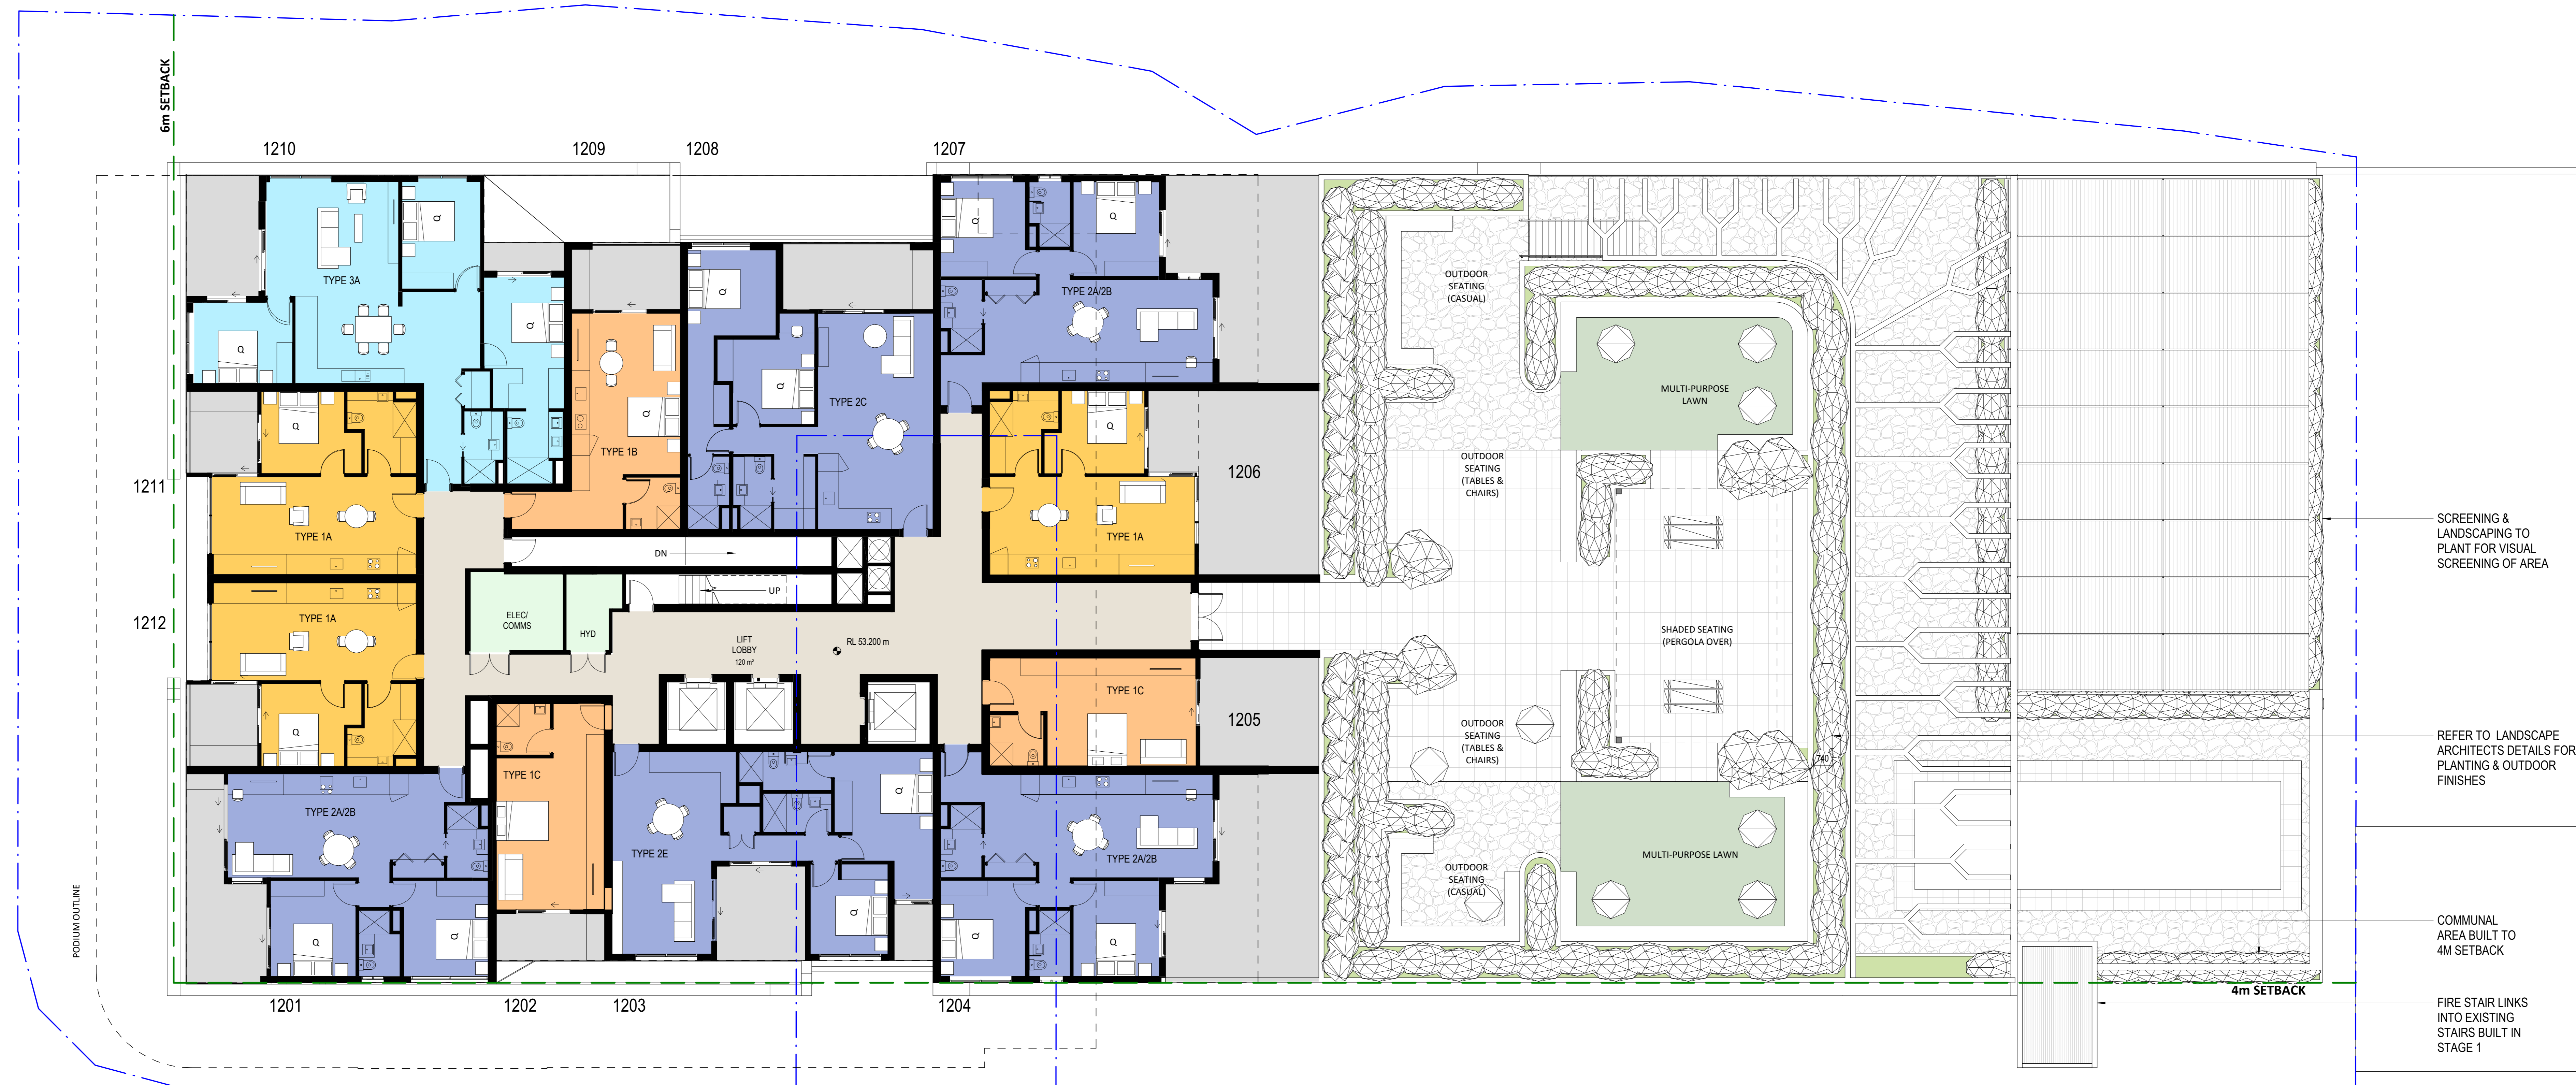 6m SETBACK
1210
1209
1208
1207
TYPE 3A
Q
Q
Q
Q
Q
Q
Q
TYPE 2A/2B
OUTDOOR
SEATING
(CASUAL)
MULTI-PURPOSE
LAWN
TYPE 2C
Q
Q
Q
Q
TYPE 1B
OUTDOOR
SEATING
(TABLES &
CHAIRS)
1211
1206
TYPE 1A
TYPE 1A
SCREENING &
LANDSCAPING TO
PLANT FOR VISUAL
SCREENING OF AREA
DN
UP
1212
TYPE 1A
ELEC/
COMMS
HYD
LIFT
LOBBY
120 m²
RL 53.200 m
SHADED SEATING
(PERGOLA OVER)
TYPE 1C
1205
Q
OUTDOOR
SEATING
(TABLES &
CHAIRS)
REFER TO LANDSCAPE
ARCHITECTS DETAILS FOR
PLANTING & OUTDOOR
FINISHES
740
TYPE 1C
Q
TYPE 2A/2B
TYPE 2E
TYPE 2A/2B
MULTI-PURPOSE LAWN
OUTDOOR
SEATING
(CASUAL)
Q
Q
Q
Q
Q
PODIUM OUTLINE
COMMUNAL
AREA BUILT TO
4M SETBACK
4m SETBACK
1201
1202
1203
1204
FIRE STAIR LINKS
INTO EXISTING
STAIRS BUILT IN
STAGE 1